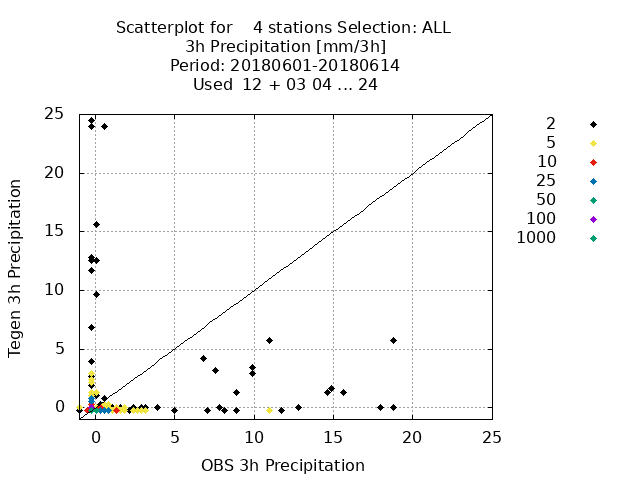 Scatterplot for    4 stations Selection: ALL
3h Precipitation [mm/3h]
Period: 20180601-20180614
Used  12 + 03 04 ... 24
25
20
15
10
5
0
0 5 10 15 20 25
Tegen 3h Precipitation
OBS 3h Precipitation
2
5
10
25
50
100
1000